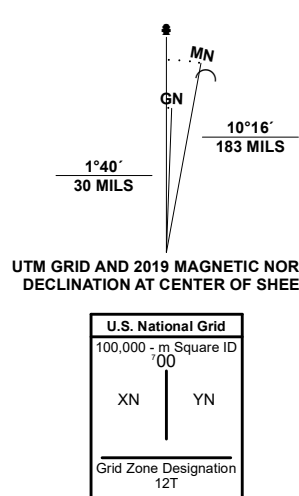 MN
GN
10°16´
183 MILS
1°40´
30 MILS
UTM GRID AND 2019 MAGNETIC NOR
DECLINATION AT CENTER OF SHEE
U.S. National Grid
100,000 - m Square ID
⁷00
XN YN
Grid Zone Designation
12T